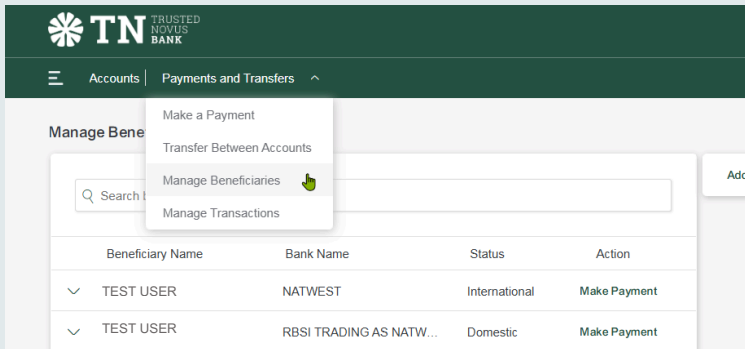 TN TRUSTED
NOVUS
BANK
Accounts Payments and Transfers
Make a Payment
Manage Bene
Transfer Between Accounts
Add
Manage Beneficiaries
Search b
Manage Transactions
Beneficiary Name Bank Name Status Action
TEST USER NATWEST International Make Payment
TEST USER RBSI TRADING AS NATW... Domestic Make Payment